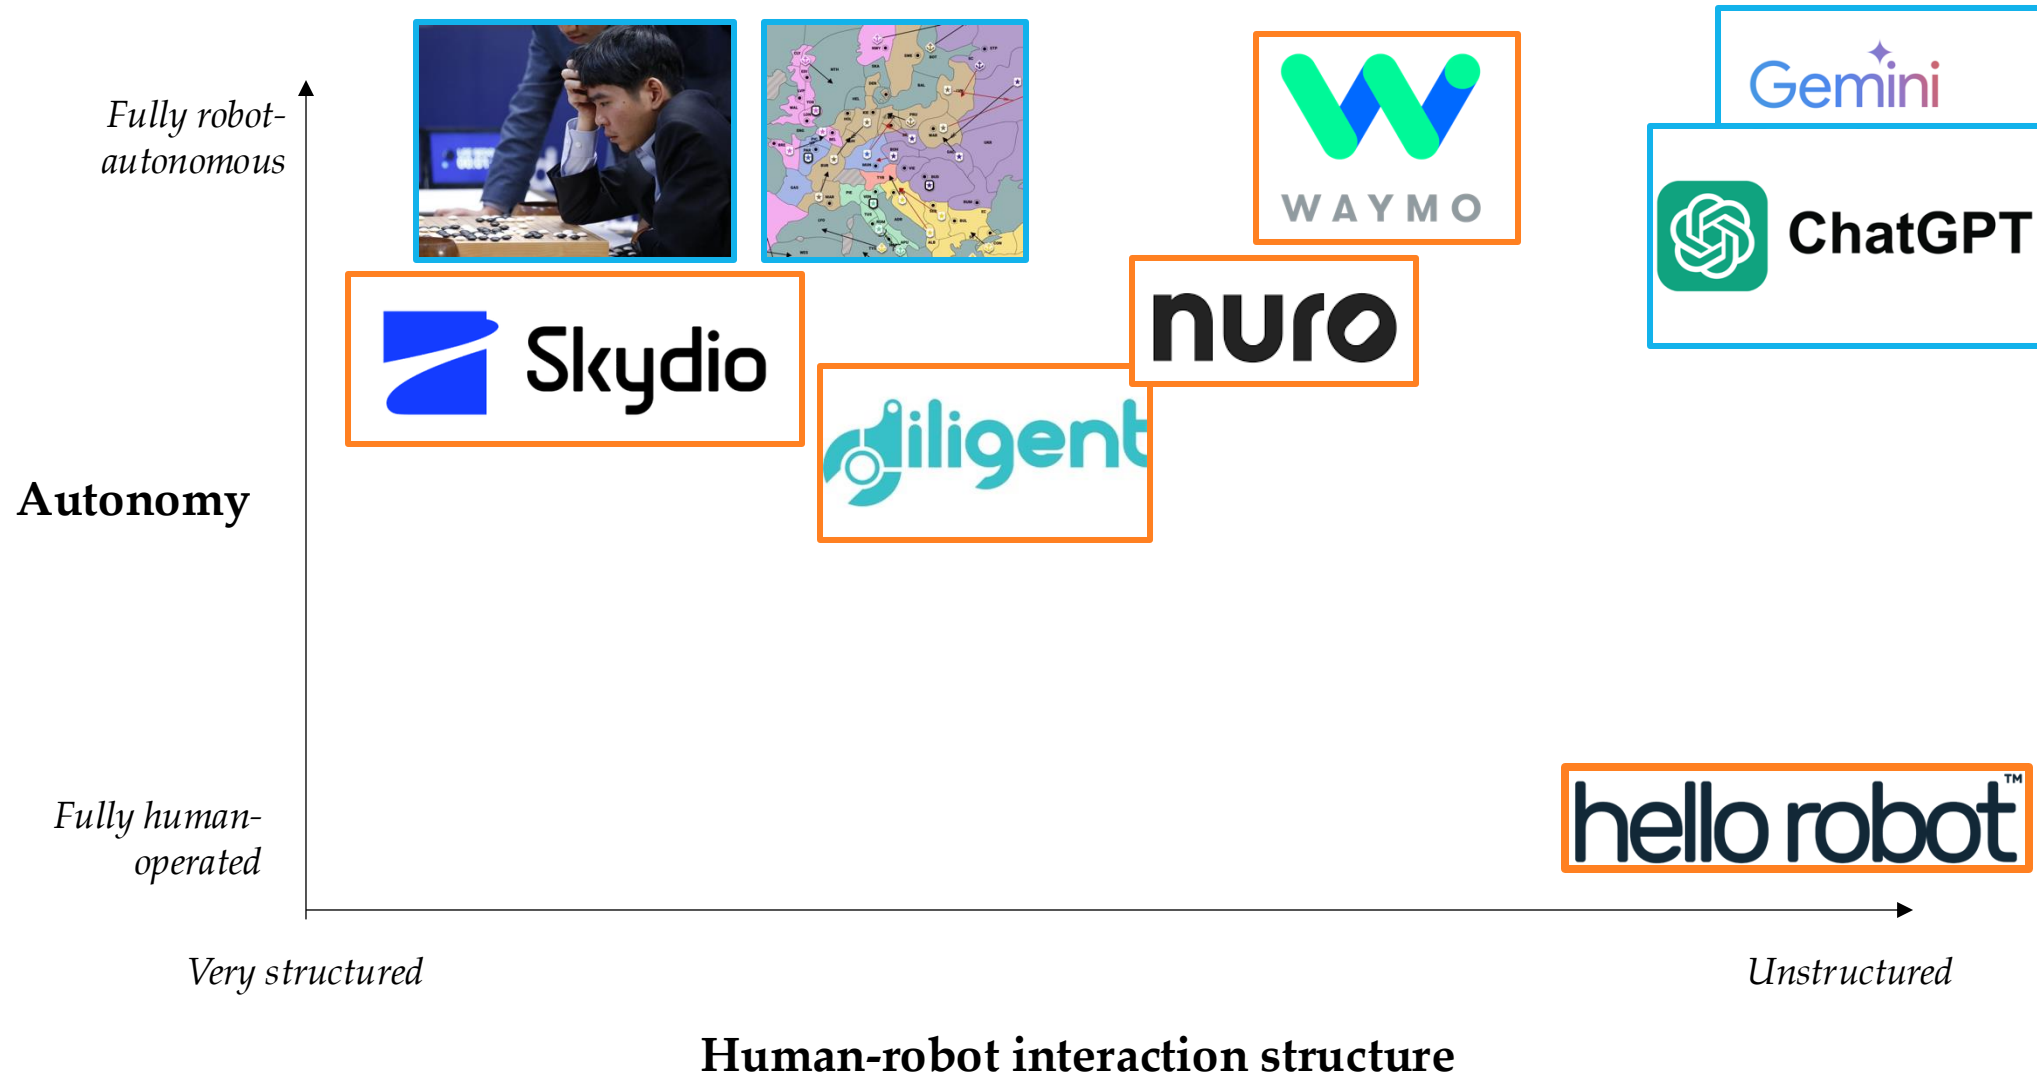 Fully robot-
autonomous
WAYMO
Gemini
ChatGPT
Skydio
nuro
diligent
Autonomy
Fully human-
operated
hello robot™
Very structured
Unstructured
Human-robot interaction structure